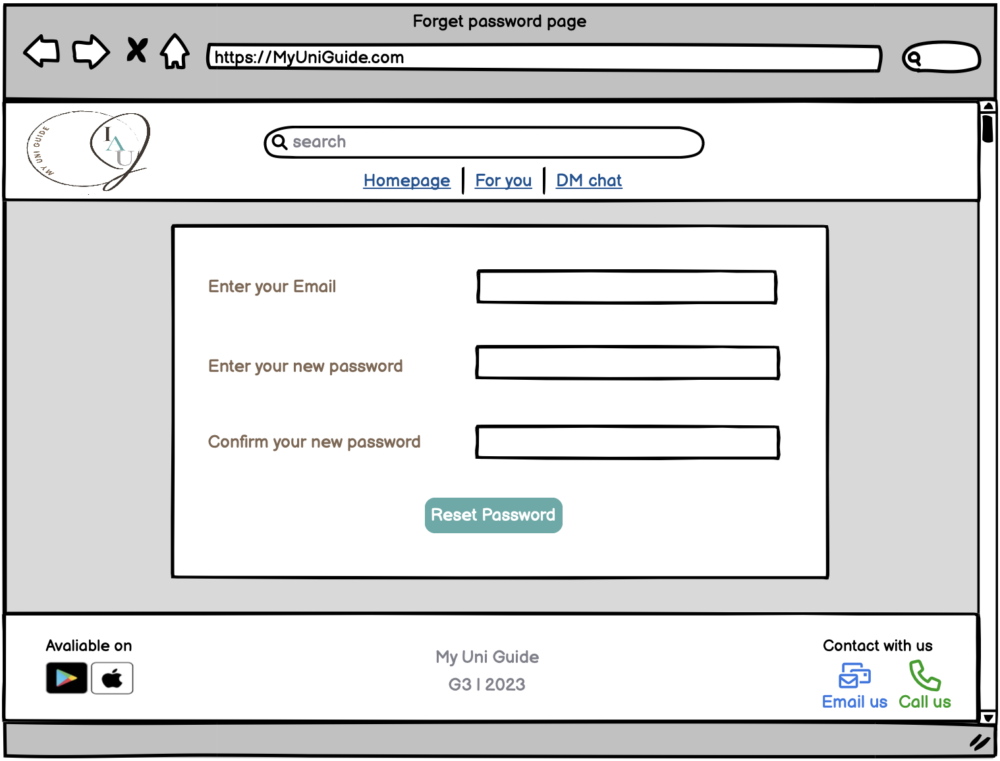 Forget password page
https://MyUniGuide.com
MY UNI GUIDE
I
A
U
search
Homepage | For you | DM chat
Enter your Email
Enter your new password
Confirm your new password
Reset Password
Avaliable on
My Uni Guide
G3 | 2023
Contact with us
Email us
Call us